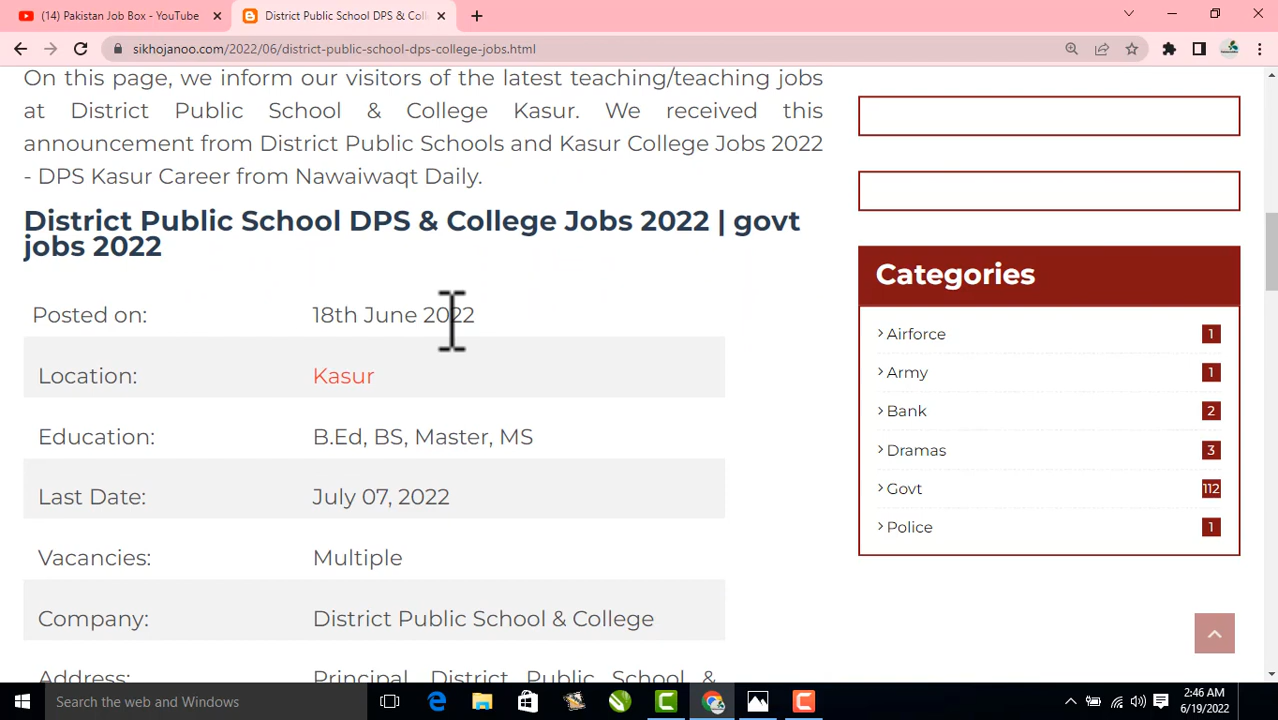 (14) Pakistan Job Box - YouTube
District Public School DPS & Coll
sikhojanoo.com/2022/06/district-public-school-dps-college-jobs.html
On this page, we inform our visitors of the latest teaching/teaching jobs
at District Public School & College Kasur. We received this
announcement from District Public Schools and Kasur College Jobs 2022
- DPS Kasur Career from Nawaiwaqt Daily.
District Public School DPS & College Jobs 2022 | govt
jobs 2022
Posted on: 18th June 2022
Location: Kasur
Education: B.Ed, BS, Master, MS
Last Date: July 07, 2022
Vacancies: Multiple
Company: District Public School & College
Address: Principal, District Public School &
Categories
Airforce 1
Army 1
Bank 2
Dramas 3
Govt 112
Police 1
Search the web and Windows
2:46 AM
6/19/2022